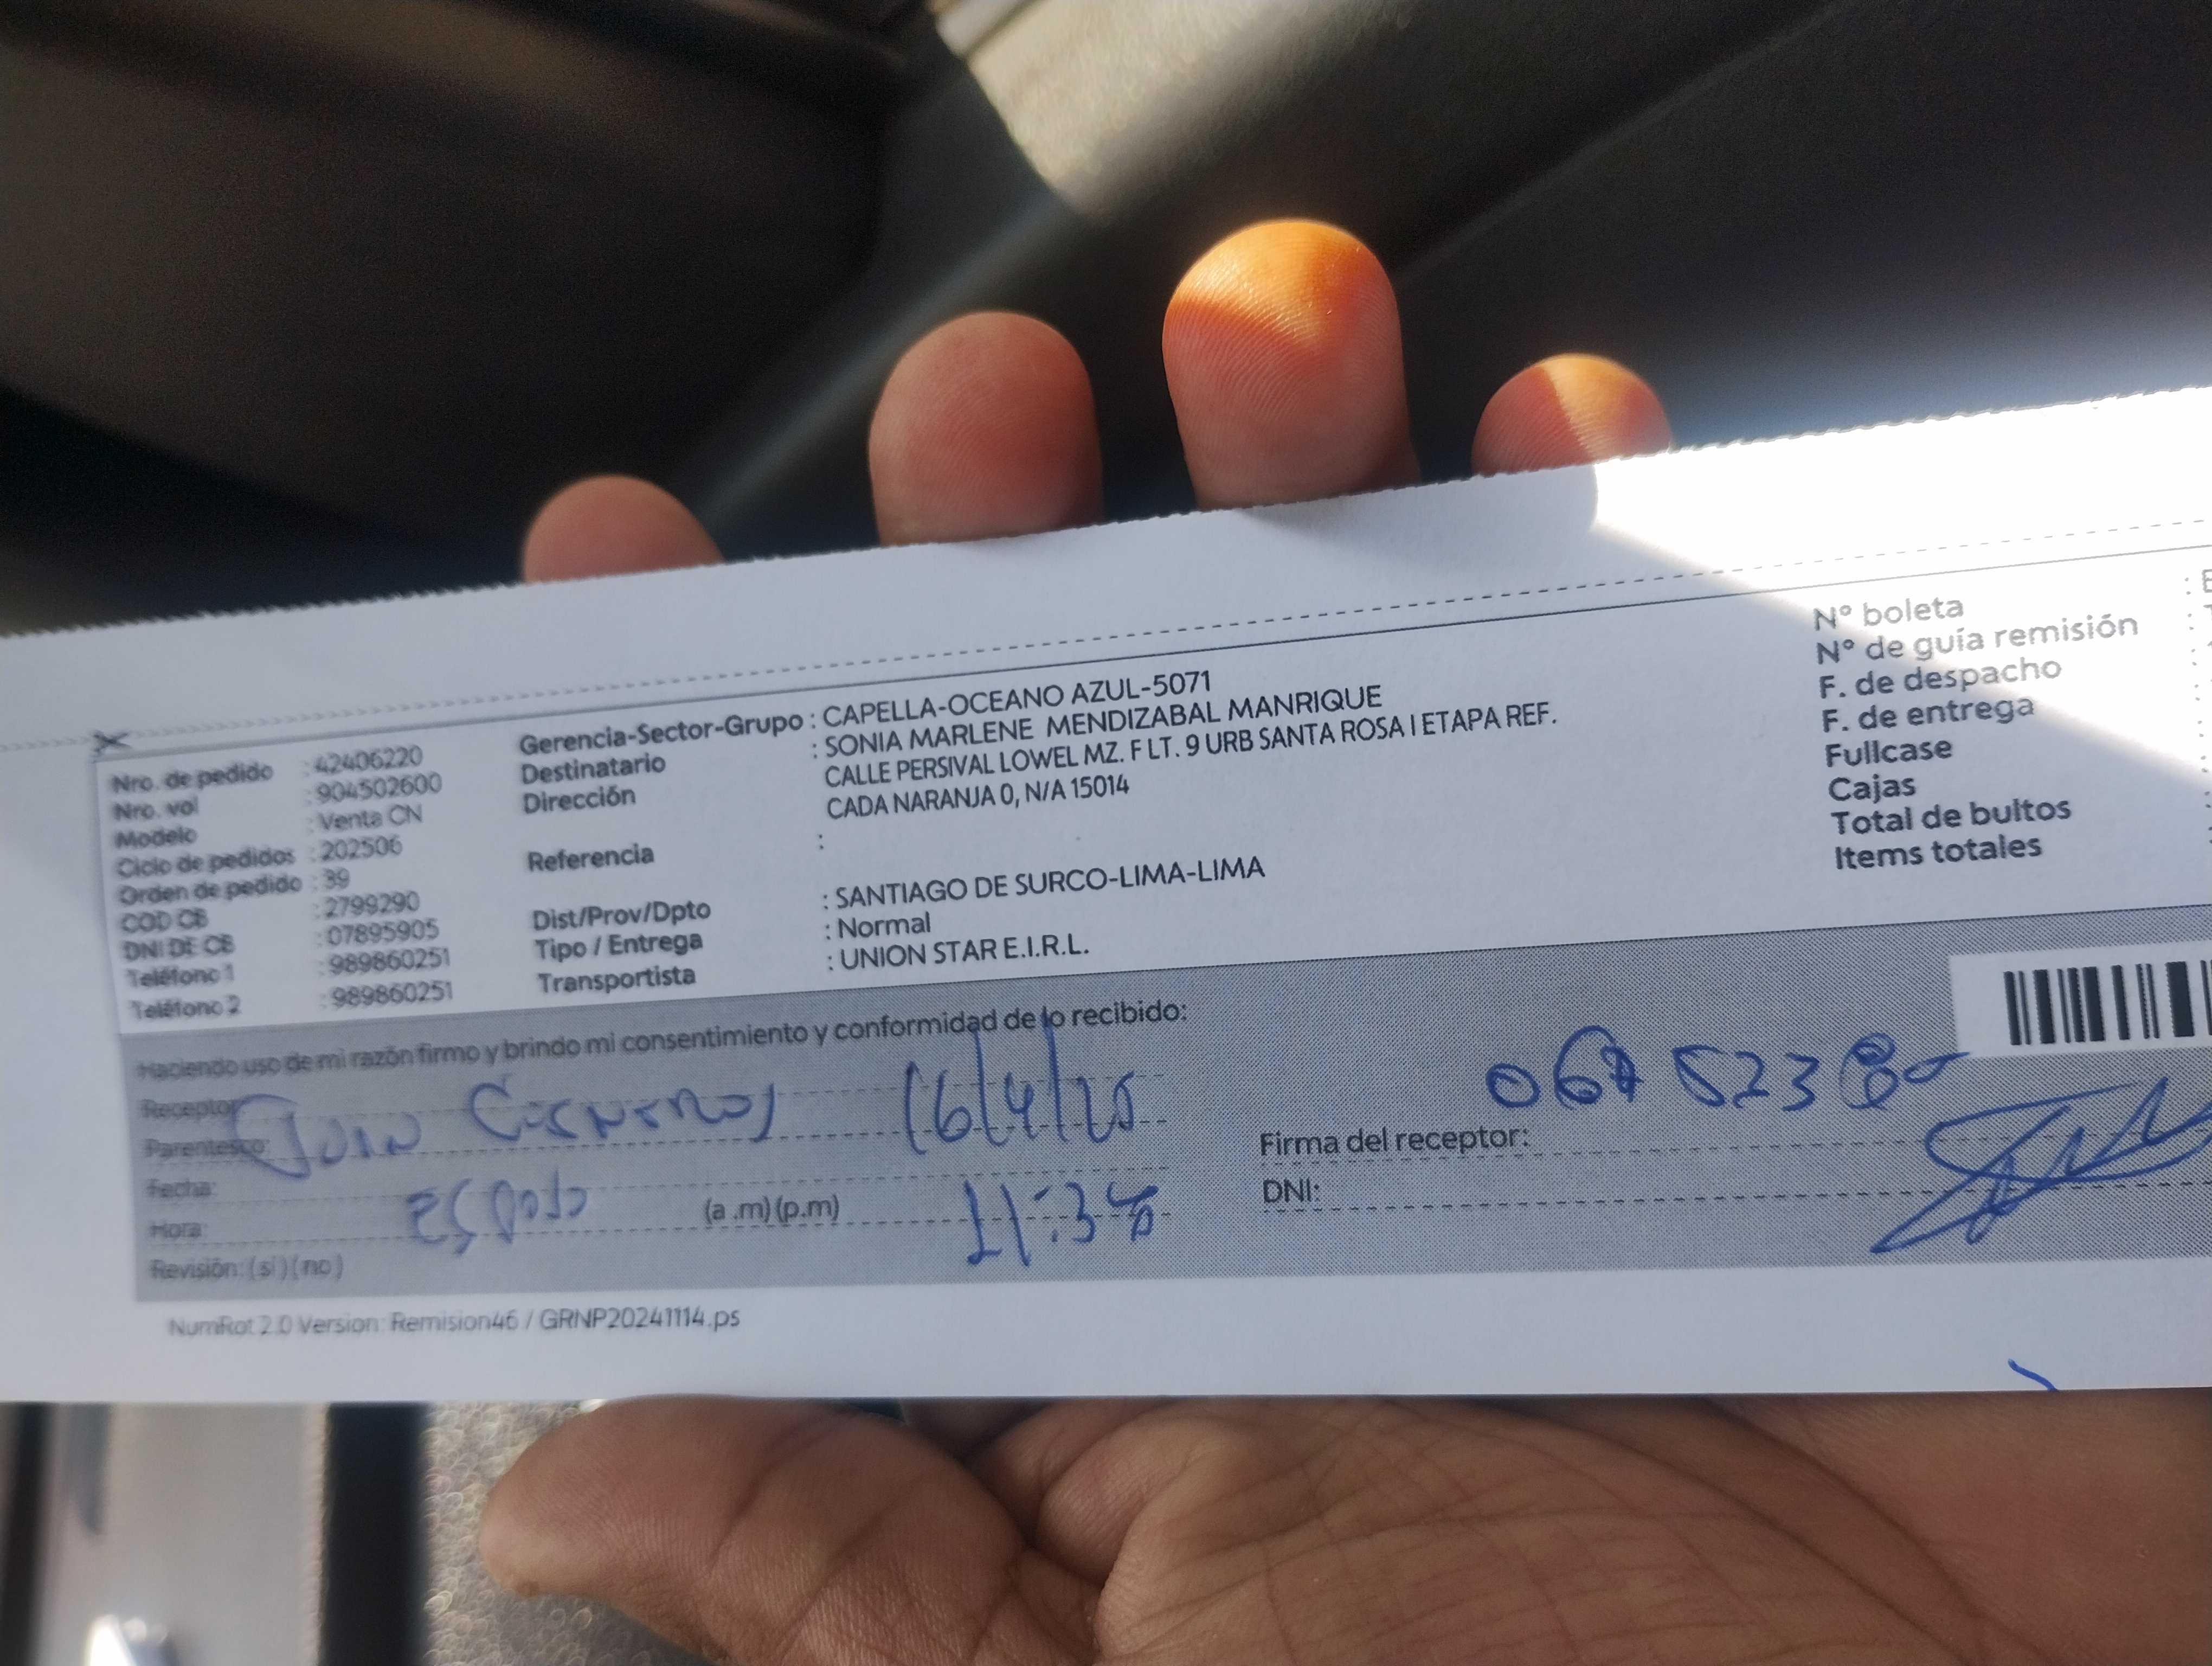 Nro. de pedido : 42406220
Nro. vol : 904502600
Modelo : Venta CN
Ciclo de pedidos : 202506
Orden de pedido : 39
COD CB : 2799290
DNI DE CB : 07895905
Teléfono 1 : 989860251
Teléfono 2 : 989860251
Gerencia-Sector-Grupo : CAPELLA-OCEANO AZUL-5071
Destinatario : SONIA MARLENE MENDIZABAL MANRIQUE
Dirección CALLE PERSIVAL LOWEL MZ. F LT. 9 URB SANTA ROSA I ETAPA REF.
CADA NARANJA 0, N/A 15014
Referencia :
Dist/Prov/Dpto : SANTIAGO DE SURCO-LIMA-LIMA
Tipo / Entrega : Normal
Transportista : UNION STAR E.I.R.L.
N° boleta :
N° de guía remisión :
F. de despacho
F. de entrega
Fullcase
Cajas
Total de bultos
Items totales
Haciendo uso de mi razón firmo y brindo mi consentimiento y conformidad de lo recibido:
Receptor: Juan Cisneros 16/4/25
Parentesco:
Fecha:
Hora: Esposo (a .m) (p.m)
Revisión: (si) (no)
Firma del receptor:
DNI:
NumRot 2.0 Version: Remision46 / GRNP20241114.ps